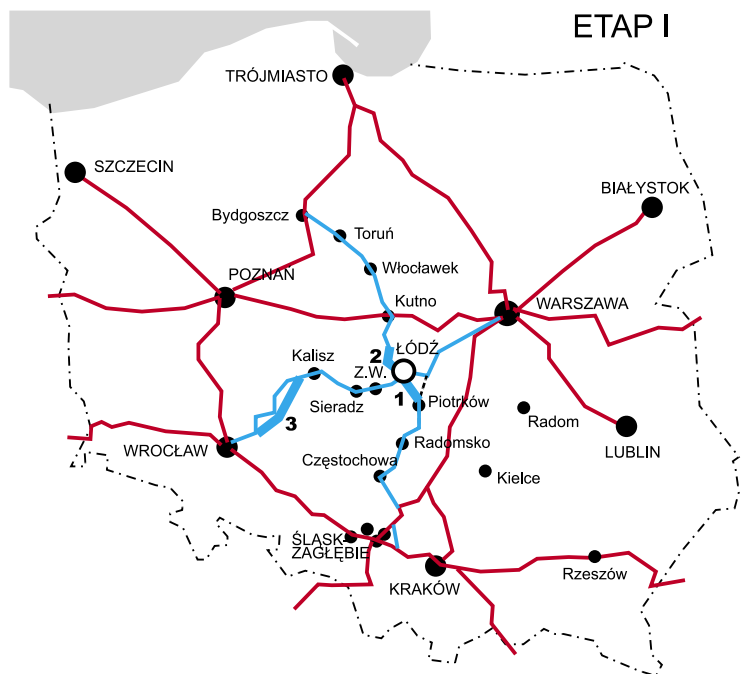 ETAP I
TRÓJMIASTO
SZCZECIN
BIAŁYSTOK
Bydgoszcz
Toruń
Włocławek
POZNAŃ
Kutno
WARSZAWA
2
ŁÓDŹ
Kalisz
Z.W.
Sieradz
1
Piotrków
Radom
3
WROCŁAW
Radomsko
LUBLIN
Częstochowa
Kielce
ŚLĄSK-
ZAGŁĘBIE
Rzeszów
KRAKÓW